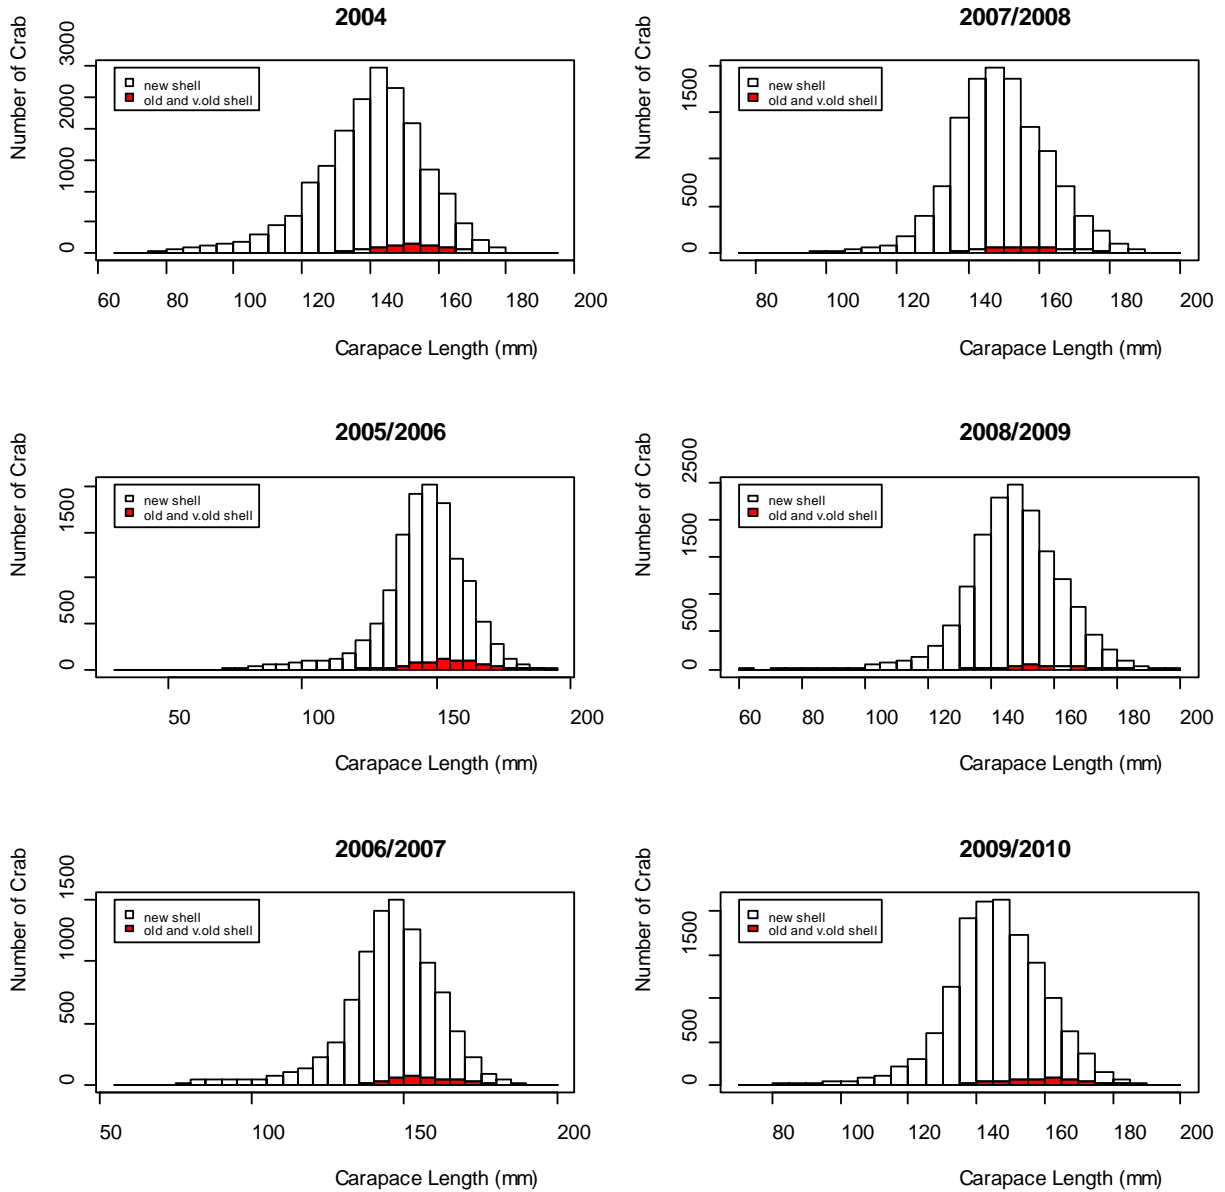 2004
Number of Crab
3000
2000
1000
0
new shell
old and v.old shell
60 80 100 120 140 160 180 200
Carapace Length (mm)
2007/2008
Number of Crab
1500
500
0
new shell
old and v.old shell
80 100 120 140 160 180 200
Carapace Length (mm)
2005/2006
Number of Crab
1500
500
0
new shell
old and v.old shell
50 100 150 200
Carapace Length (mm)
2008/2009
Number of Crab
2500
1500
500
0
new shell
old and v.old shell
60 80 100 120 140 160 180 200
Carapace Length (mm)
2006/2007
Number of Crab
1500
1000
500
0
new shell
old and v.old shell
50 100 150 200
Carapace Length (mm)
2009/2010
Number of Crab
1500
500
0
new shell
old and v.old shell
80 100 120 140 160 180 200
Carapace Length (mm)